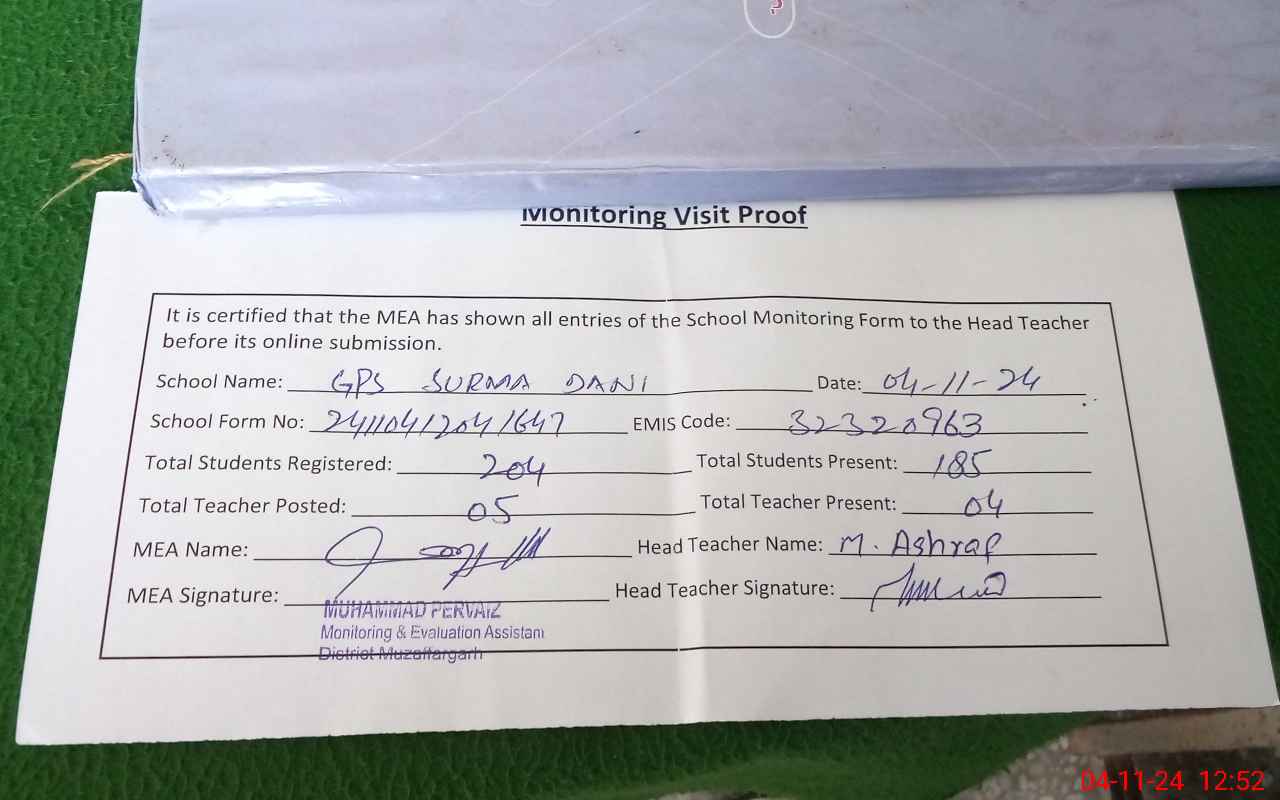 Monitoring Visit Proof
It is certified that the MEA has shown all entries of the School Monitoring Form to the Head Teacher
before its online submission.
School Name: GPS SURMA DANI Date: 04-11-24
School Form No: 24110412041647 EMIS Code: 32320963
Total Students Registered: 204 Total Students Present: 185
Total Teacher Posted: 05 Total Teacher Present: 04
MEA Name: Head Teacher Name: M. Ashraf
MEA Signature: Head Teacher Signature:
MUHAMMAD PERVAIZ
Monitoring & Evaluation Assistant
District Muzaffargarh
04-11-24 12:52